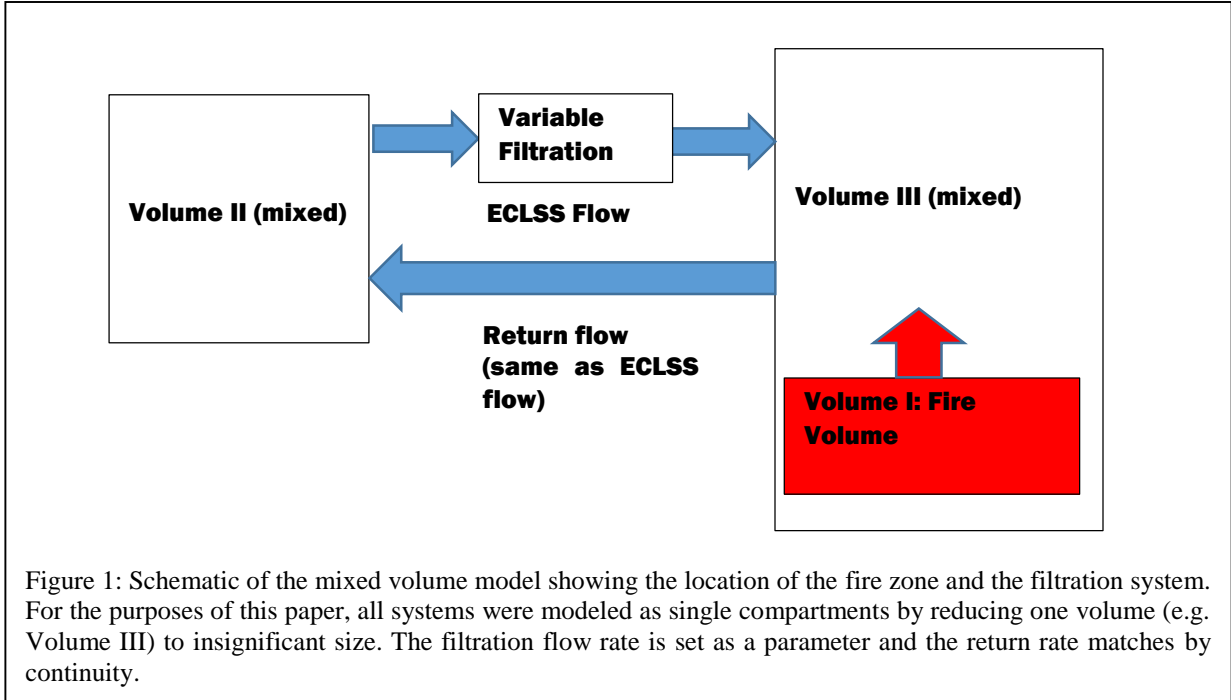 Variable
Filtration
Volume II (mixed)
Volume III (mixed)
ECLSS Flow
Return flow
(same as ECLSS
flow)
Volume I: Fire
Volume
Figure 1: Schematic of the mixed volume model showing the location of the fire zone and the filtration system.
For the purposes of this paper, all systems were modeled as single compartments by reducing one volume (e.g.
Volume III) to insignificant size. The filtration flow rate is set as a parameter and the return rate matches by
continuity.